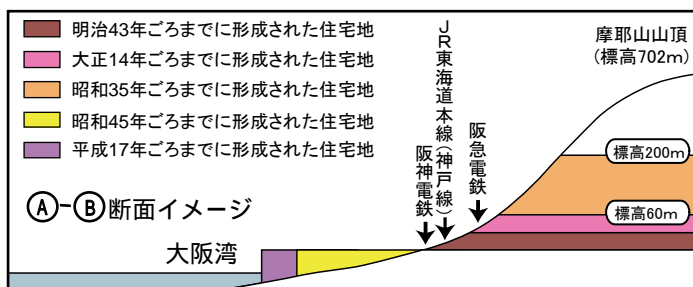 明治43年ごろまでに形成された住宅地
大正14年ごろまでに形成された住宅地
昭和35年ごろまでに形成された住宅地
昭和45年ごろまでに形成された住宅地
平成17年ごろまでに形成された住宅地
Ⓐ-Ⓑ断面イメージ
大阪湾
阪神電鉄
JR東海道本線(神戸線)
阪急電鉄
摩耶山山頂
(標高702m)
標高200m
標高60m